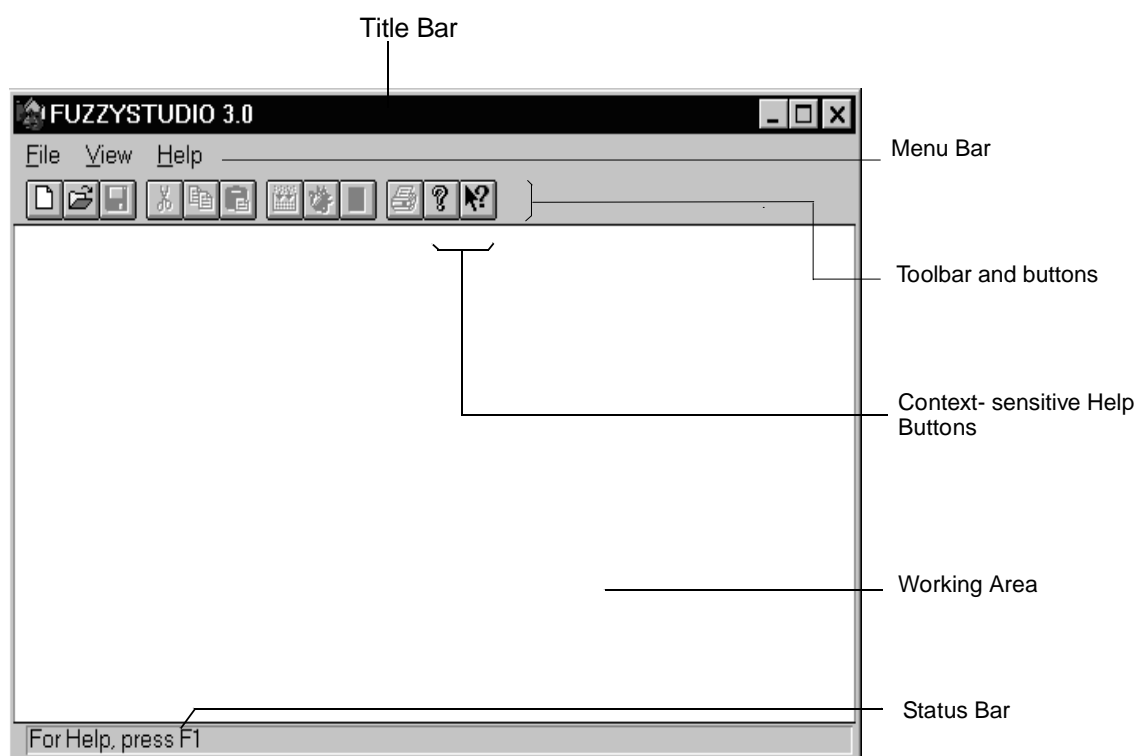 Title Bar
FUZZYSTUDIO 3.0
File View Help
Menu Bar
Toolbar and buttons
Context- sensitive Help
Buttons
Working Area
Status Bar
For Help, press F1